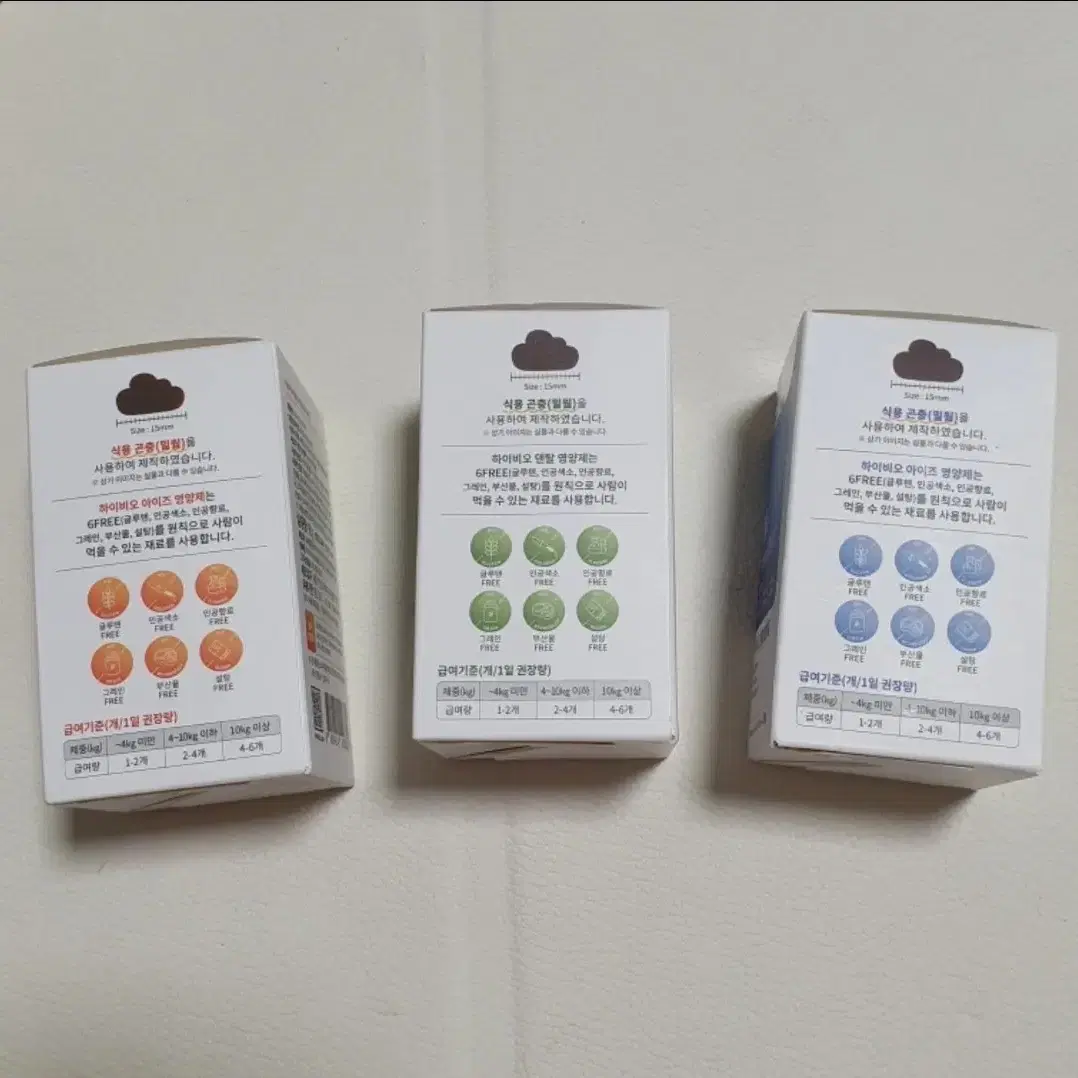 Size : 15mm
식용 곤충(밀웜)을
사용하여 제작하였습니다.
※ 상기 이미지는 실물과 다를 수 있습니다.
하이비오 아이즈 영양제는
6FREE(글루텐, 인공색소, 인공향료,
그레인, 부산물, 설탕)를 원칙으로 사람이
먹을 수 있는 재료를 사용합니다.
글루텐 FREE
인공색소 FREE
인공향료 FREE
그레인 FREE
부산물 FREE
설탕 FREE
급여기준(개/1일 권장량)
체중(kg) ~4kg 미만 4~10kg 이하 10kg 이상
급여량 1-2개 2-4개 4-6개
Size : 15mm
식용 곤충(밀웜)을
사용하여 제작하였습니다.
※ 상기 이미지는 실물과 다를 수 있습니다.
하이비오 덴탈 영양제는
6FREE(글루텐, 인공색소, 인공향료,
그레인, 부산물, 설탕)를 원칙으로 사람이
먹을 수 있는 재료를 사용합니다.
글루텐 FREE
인공색소 FREE
인공향료 FREE
그레인 FREE
부산물 FREE
설탕 FREE
급여기준(개/1일 권장량)
체중(kg) ~4kg 미만 4~10kg 이하 10kg 이상
급여량 1-2개 2-4개 4-6개
Size : 15mm
식용 곤충(밀웜)을
사용하여 제작하였습니다.
※ 상기 이미지는 실물과 다를 수 있습니다.
하이비오 아이즈 영양제는
6FREE(글루텐, 인공색소, 인공향료,
그레인, 부산물, 설탕)를 원칙으로 사람이
먹을 수 있는 재료를 사용합니다.
글루텐 FREE
인공색소 FREE
인공향료 FREE
그레인 FREE
부산물 FREE
설탕 FREE
급여기준(개/1일 권장량)
체중(kg) ~4kg 미만 4~10kg 이하 10kg 이상
급여량 1-2개 2-4개 4-6개